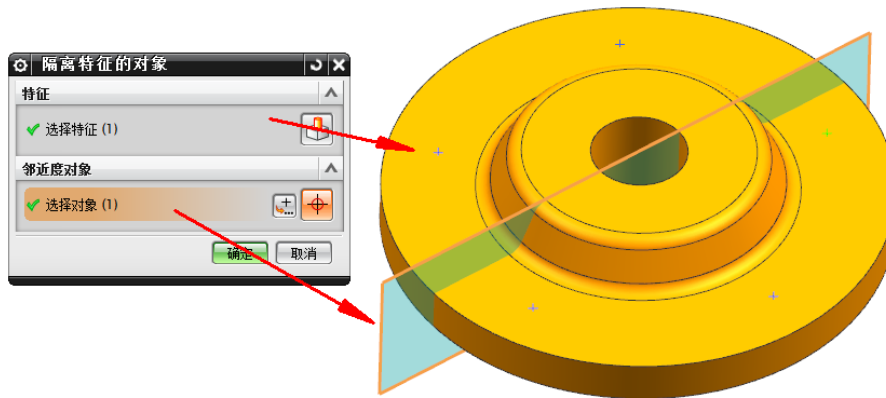 隔离特征的对象
特征
选择特征 (1)
邻近度对象
选择对象 (1)
确定 取消